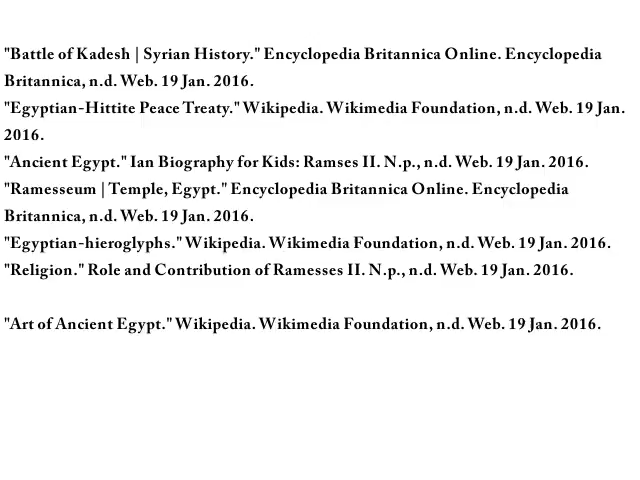 "Battle of Kadesh | Syrian History." Encyclopedia Britannica Online. Encyclopedia
Britannica, n.d. Web. 19 Jan. 2016.
"Egyptian-Hittite Peace Treaty." Wikipedia. Wikimedia Foundation, n.d. Web. 19 Jan.
2016.
"Ancient Egypt." Ian Biography for Kids: Ramses II. N.p., n.d. Web. 19 Jan. 2016.
"Ramesseum | Temple, Egypt." Encyclopedia Britannica Online. Encyclopedia
Britannica, n.d. Web. 19 Jan. 2016.
"Egyptian-hieroglyphs." Wikipedia. Wikimedia Foundation, n.d. Web. 19 Jan. 2016.
"Religion." Role and Contribution of Ramesses II. N.p., n.d. Web. 19 Jan. 2016.
"Art of Ancient Egypt." Wikipedia. Wikimedia Foundation, n.d. Web. 19 Jan. 2016.